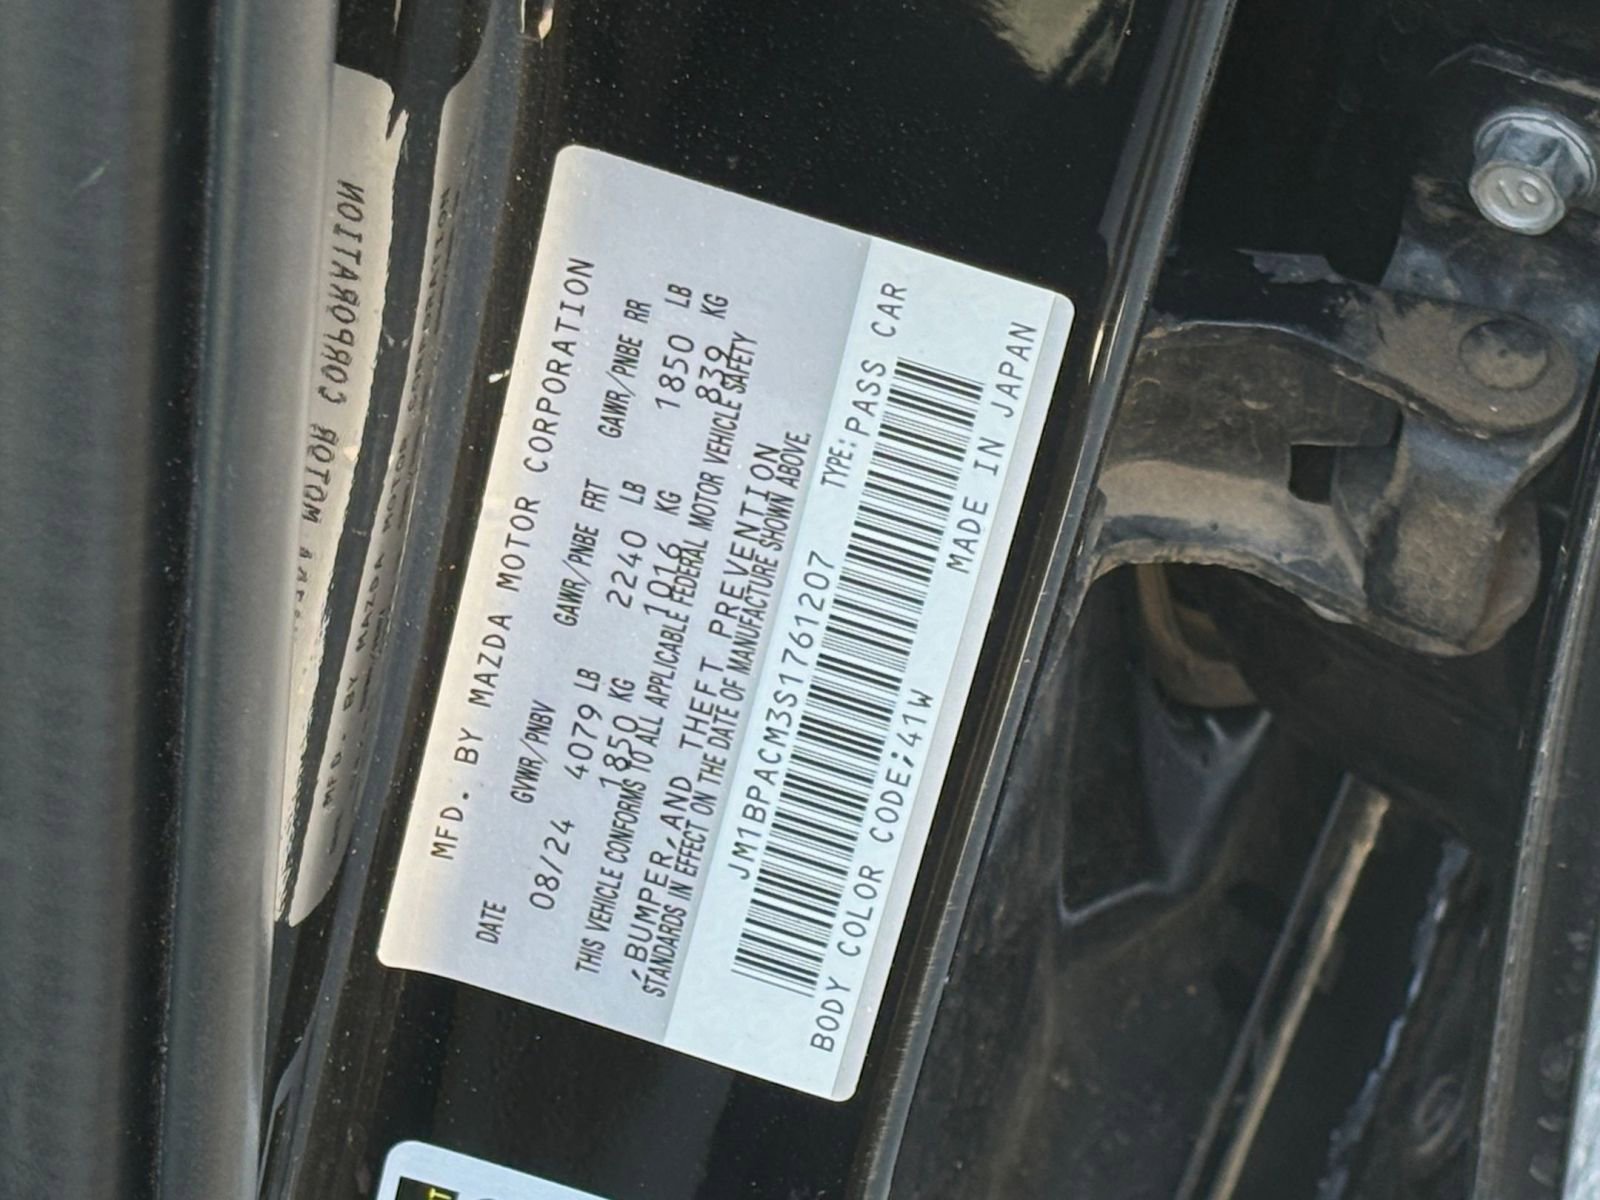 MFD. BY MAZDA MOTOR CORPORATION
DATE GVWR/PNBV GAWR/PNBE FRT GAWR/PNBE RR
08/24 4079 LB 2240 LB 1850 LB
1850 KG 1016 KG 839 KG
THIS VEHICLE CONFORMS TO ALL APPLICABLE FEDERAL MOTOR VEHICLE SAFETY
,BUMPER,AND THEFT PREVENTION
STANDARDS IN EFFECT ON THE DATE OF MANUFACTURE SHOWN ABOVE.
JM1BPACM3S1761207 TYPE:PASS CAR
BODY COLOR CODE;41W MADE IN JAPAN
10